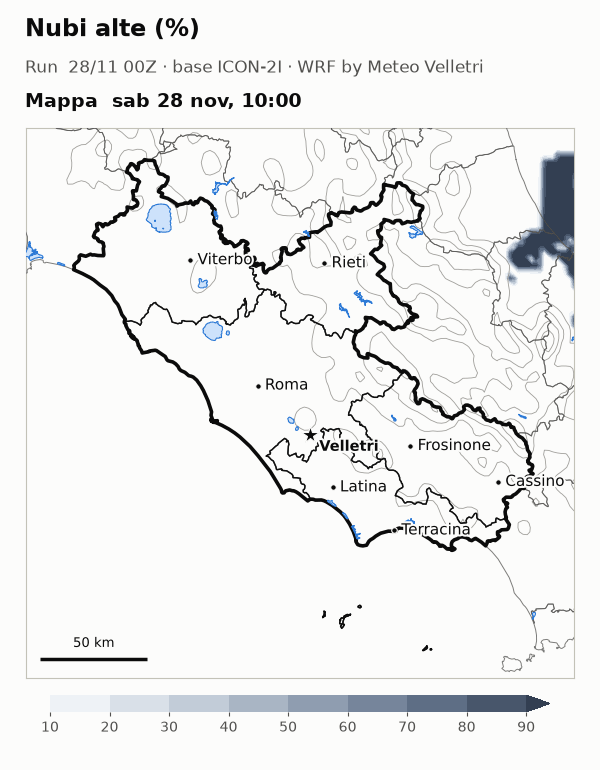 Nubi alte (%)
Run 28/11 00Z · base ICON-2I · WRF by Meteo Velletri
Mappa sab 28 nov, 10:00
Viterbo
Rieti
Roma
Velletri
Frosinone
Latina
Cassino
Terracina
50 km
10 20 30 40 50 60 70 80 90